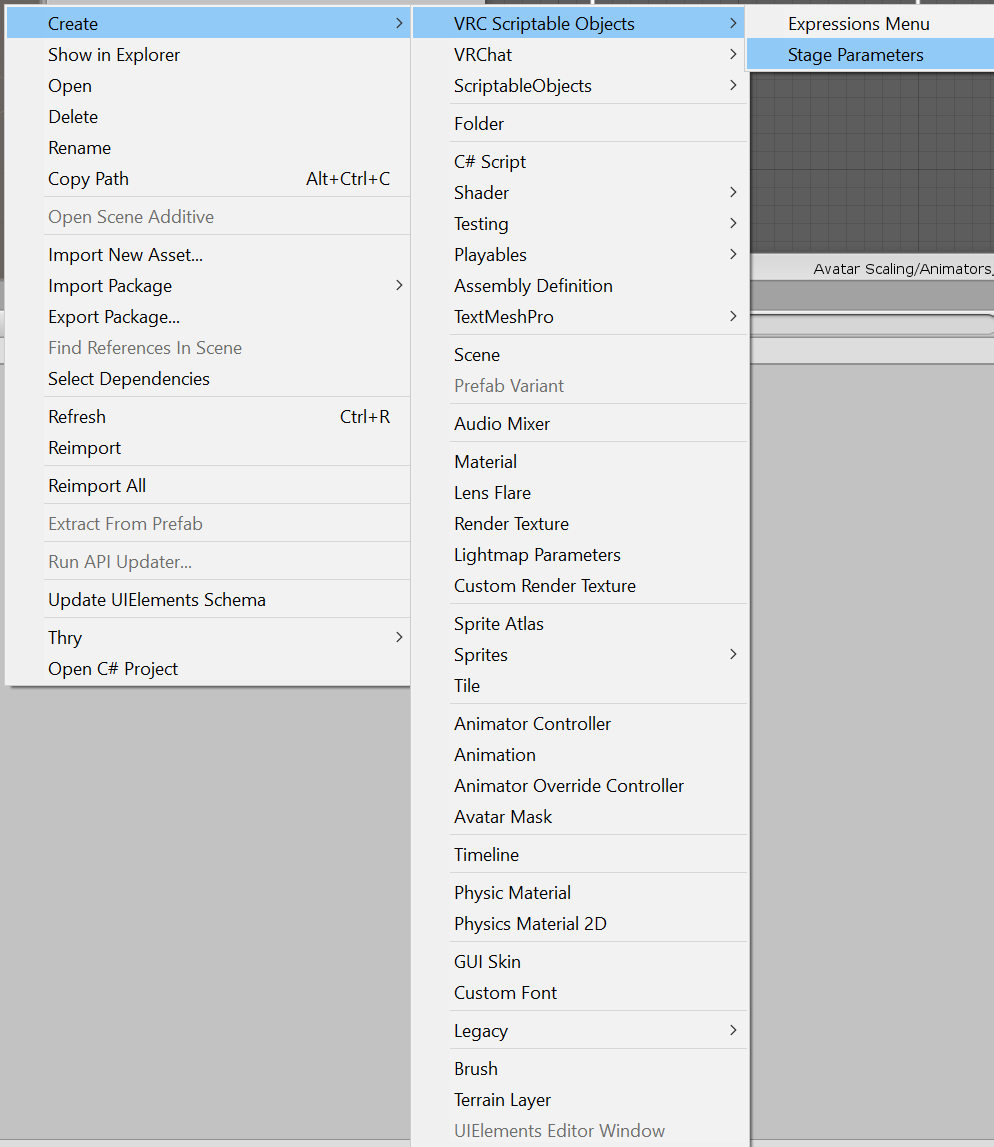 Create
Show in Explorer
Open
Delete
Rename
Copy Path Alt+Ctrl+C
Open Scene Additive
Import New Asset...
Import Package
Export Package...
Find References In Scene
Select Dependencies
Refresh Ctrl+R
Reimport
Reimport All
Extract From Prefab
Run API Updater...
Update UIElements Schema
Thry
Open C# Project
VRC Scriptable Objects
VRChat
ScriptableObjects
Folder
C# Script
Shader
Testing
Playables
Assembly Definition
TextMeshPro
Scene
Prefab Variant
Audio Mixer
Material
Lens Flare
Render Texture
Lightmap Parameters
Custom Render Texture
Sprite Atlas
Sprites
Tile
Animator Controller
Animation
Animator Override Controller
Avatar Mask
Timeline
Physic Material
Physics Material 2D
GUI Skin
Custom Font
Legacy
Brush
Terrain Layer
UIElements Editor Window
Expressions Menu
Stage Parameters
Avatar Scaling/Animators